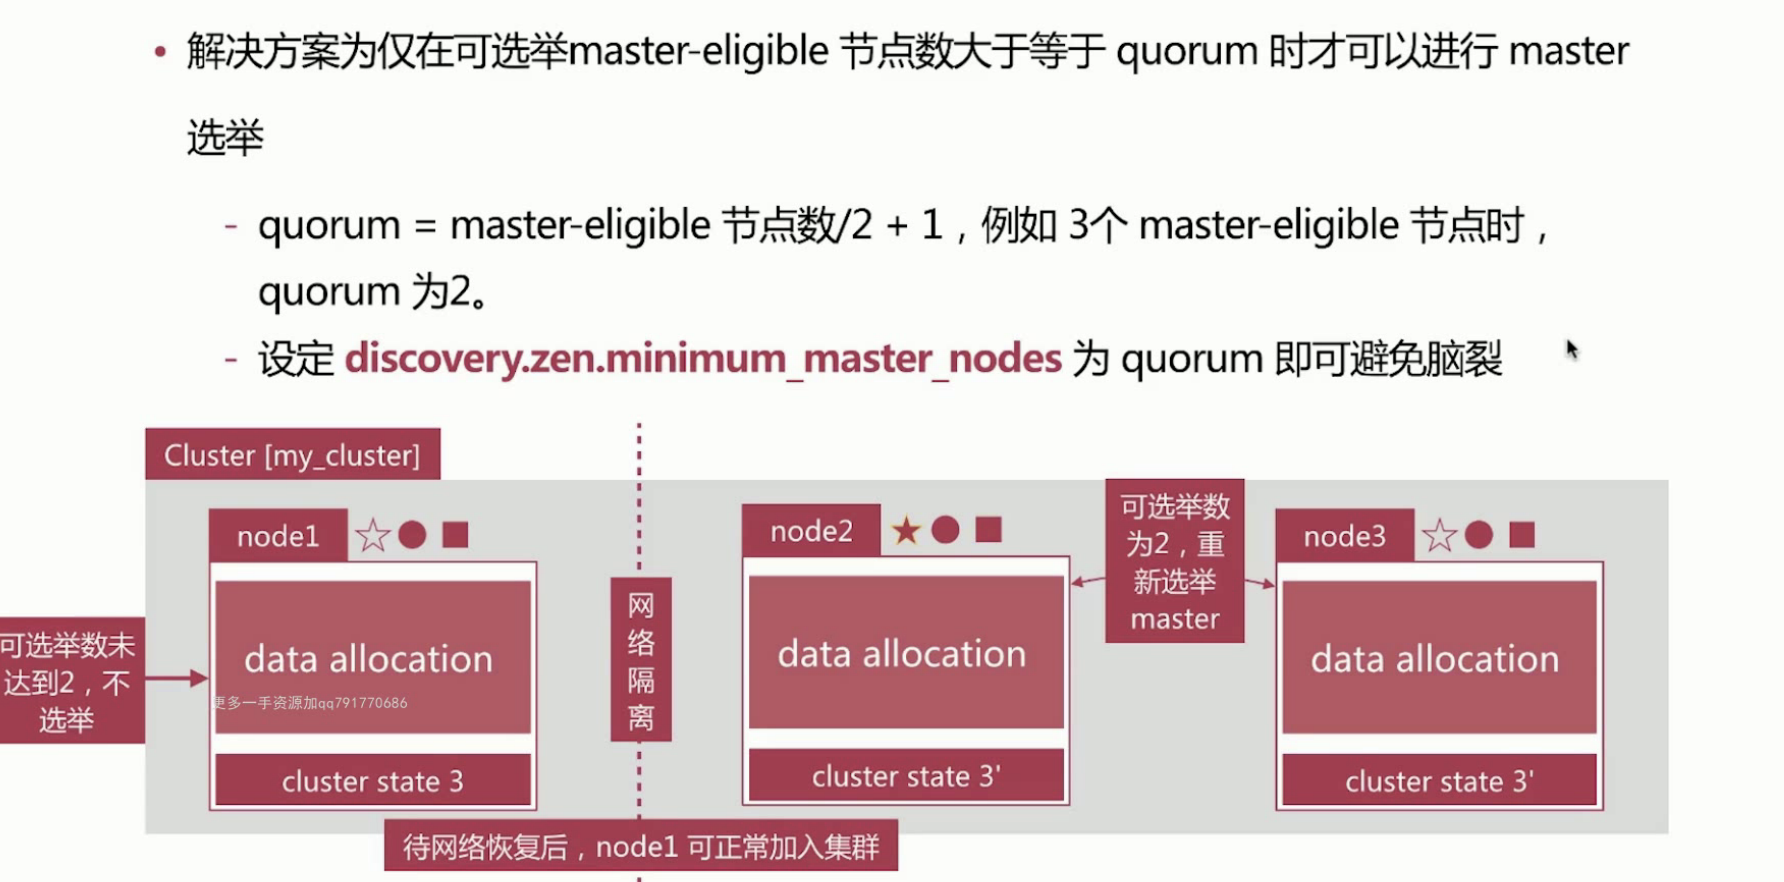 • 解决方案为仅在可选举master-eligible 节点数大于等于 quorum 时才可以进行 master
选举
- quorum = master-eligible 节点数/2 + 1，例如 3个 master-eligible 节点时，
quorum 为2。
- 设定 discovery.zen.minimum_master_nodes 为 quorum 即可避免脑裂
Cluster [my_cluster]
node1
data allocation
更多一手资源加qq791770686
cluster state 3
可选举数未
达到2，不
选举
网
络
隔
离
node2
data allocation
cluster state 3'
可选举数
为2，重
新选举
master
node3
data allocation
cluster state 3'
待网络恢复后，node1 可正常加入集群